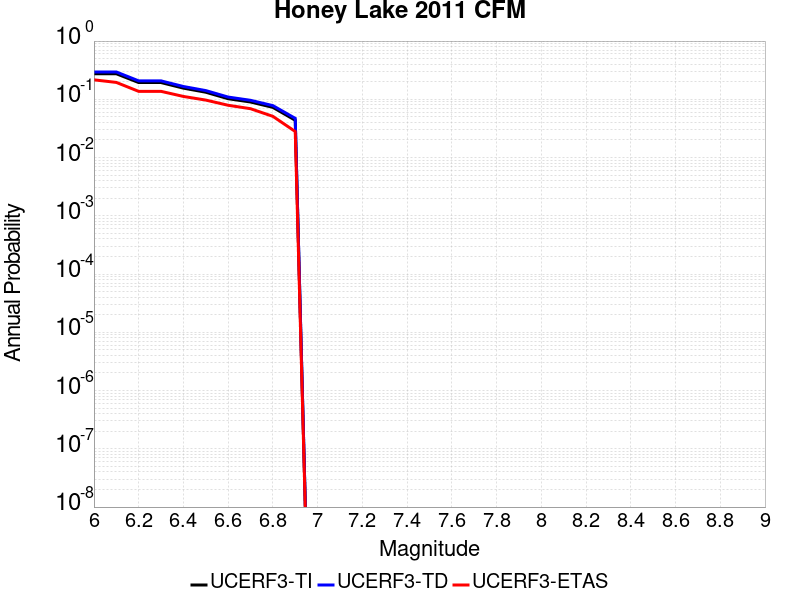 Honey Lake 2011 CFM
10^0
10^-1
10^-2
10^-3
10^-4
10^-5
10^-6
10^-7
10^-8
Annual Probability
6 6.2 6.4 6.6 6.8 7 7.2 7.4 7.6 7.8 8 8.2 8.4 8.6 8.8 9
Magnitude
UCERF3-TI UCERF3-TD UCERF3-ETAS